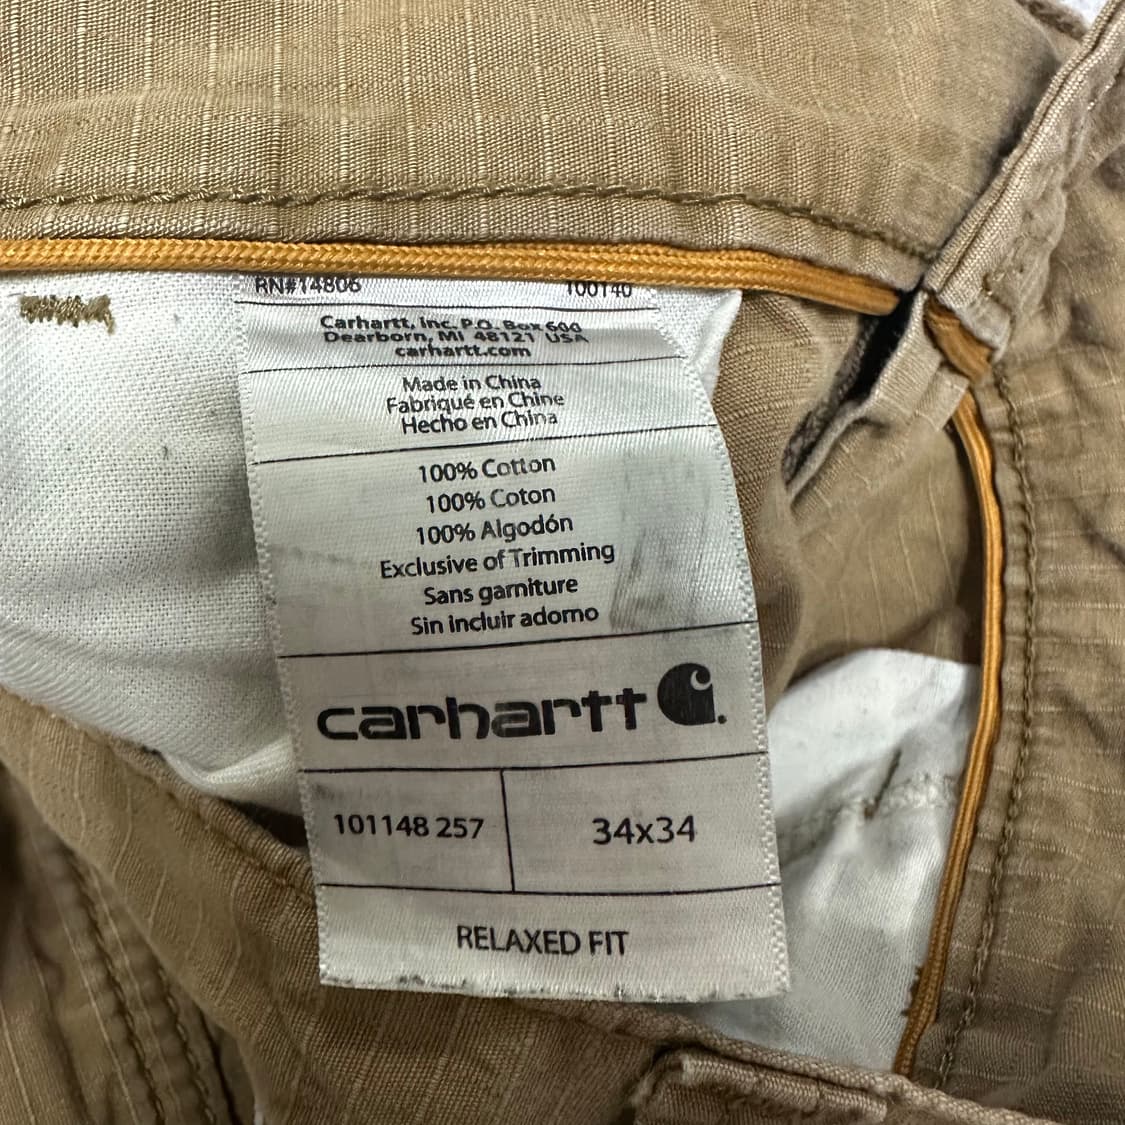 RN#14806 100140
Carhartt, Inc. P.O. Box 600
Dearborn, MI 48121 USA
carhartt.com
Made in China
Fabriqué en Chine
Hecho en China
100% Cotton
100% Coton
100% Algodón
Exclusive of Trimming
Sans garniture
Sin incluir adorno
carhartt
101148 257 34x34
RELAXED FIT